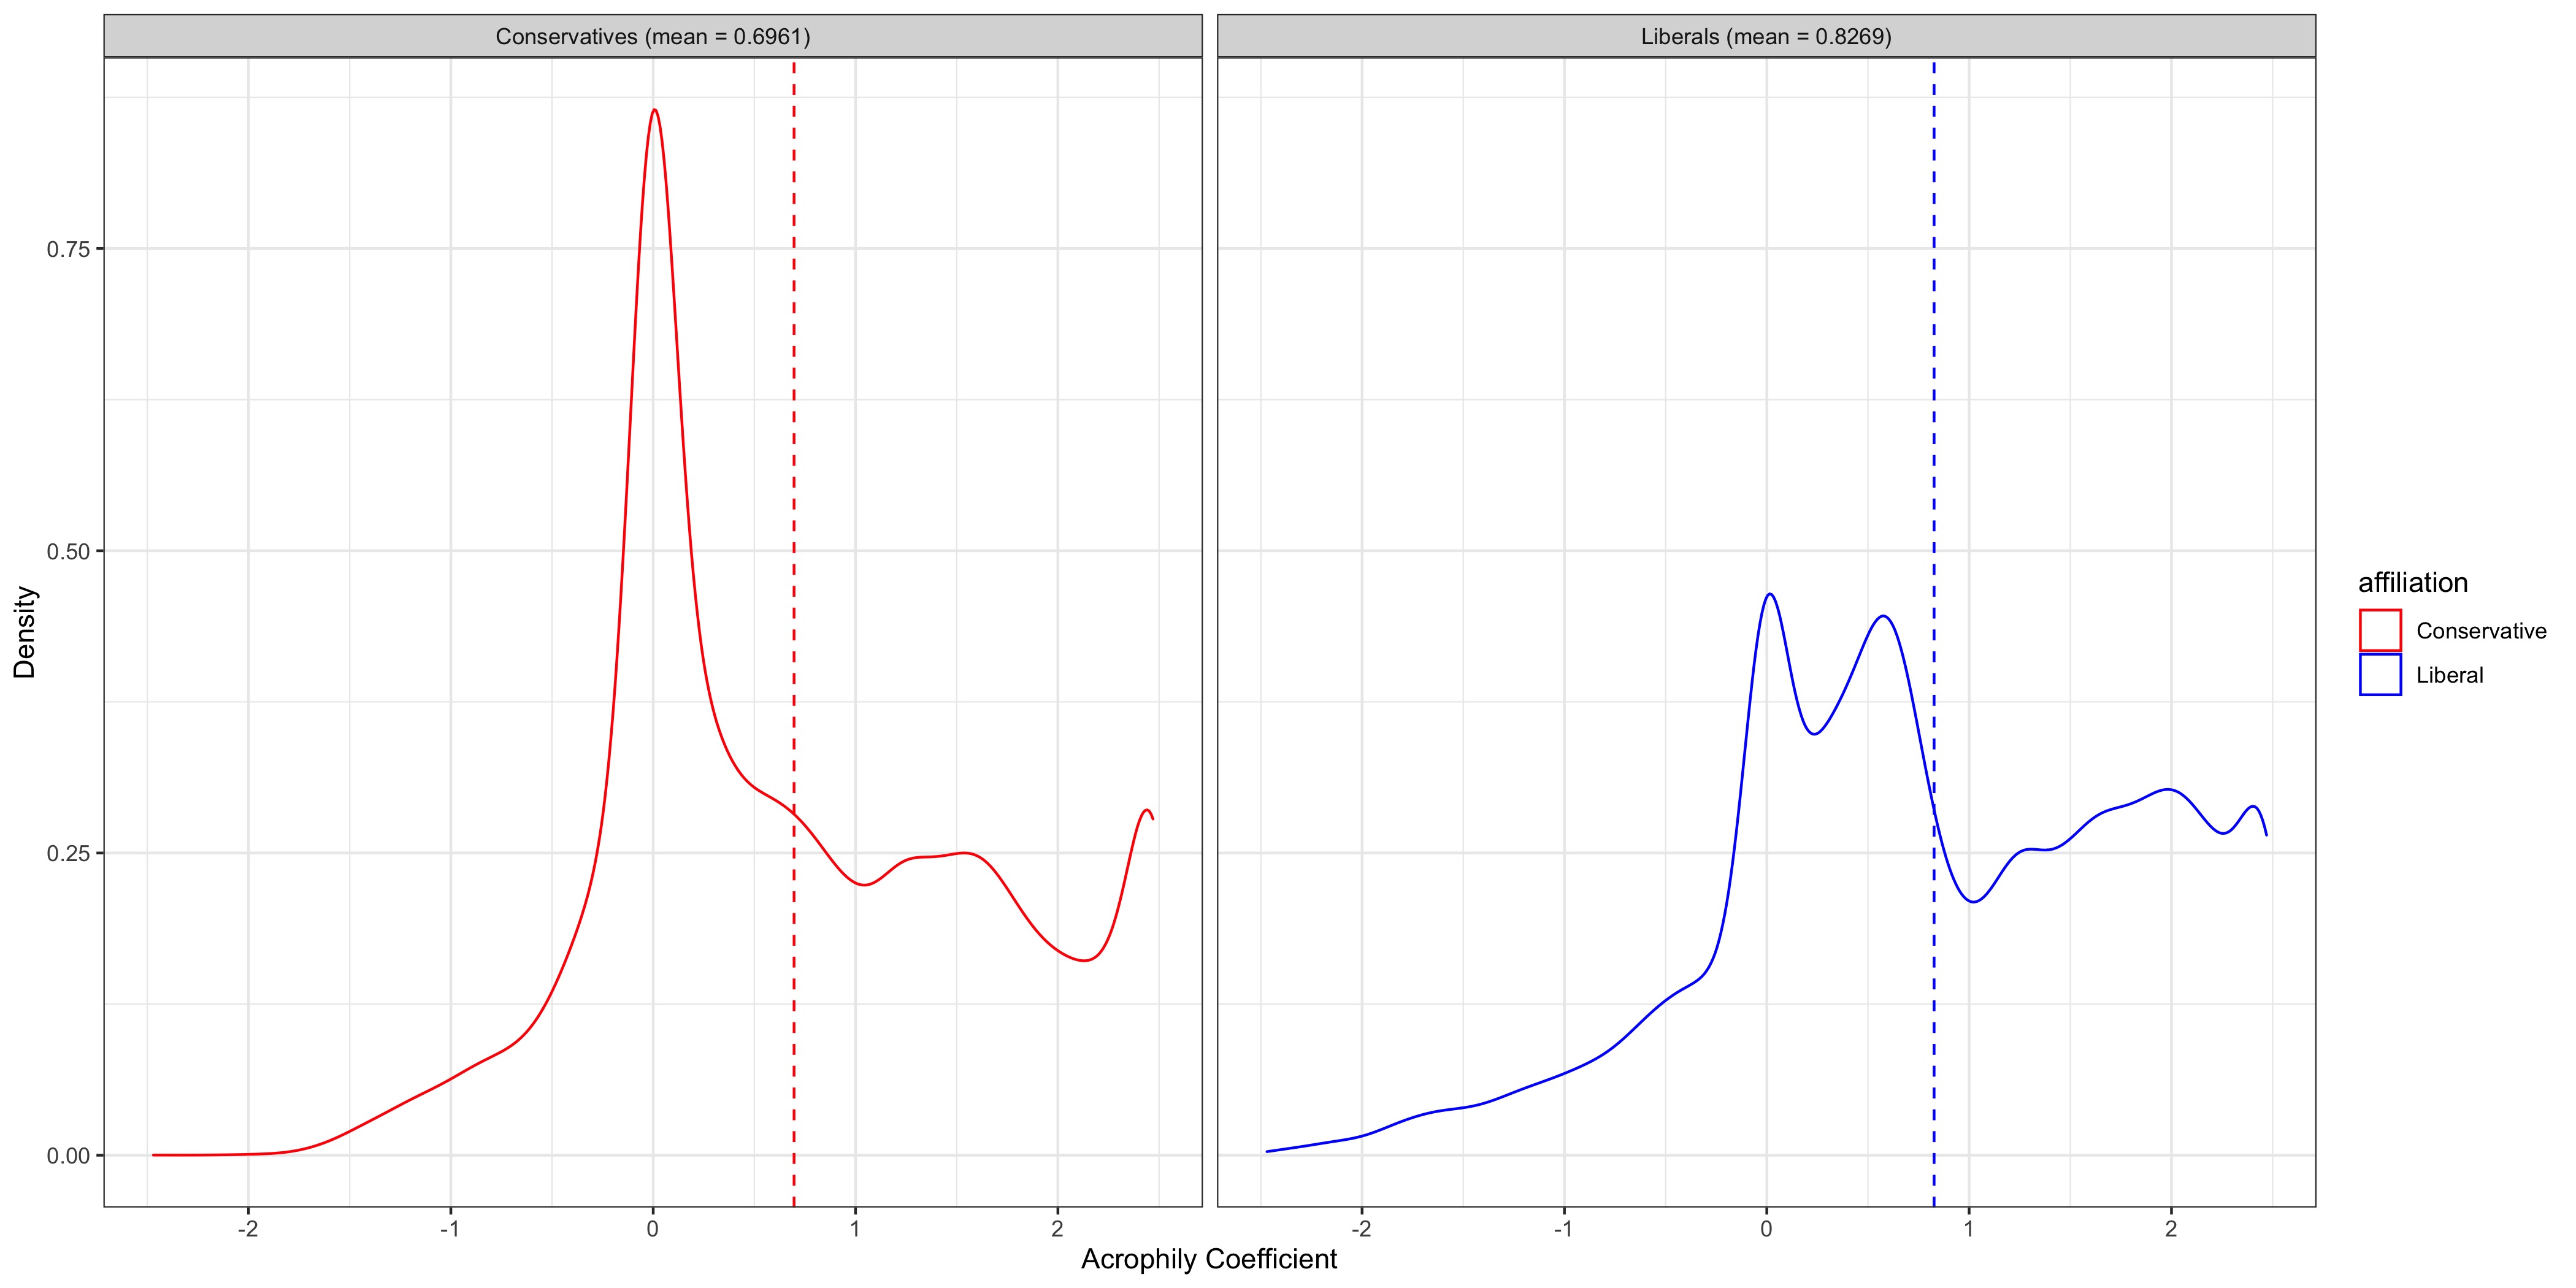 Conservatives (mean = 0.6961)
Liberals (mean = 0.8269)
0.75
0.50
0.25
0.00
Density
-2 -1 0 1 2
-2 -1 0 1 2
Acrophily Coefficient
affiliation
Conservative
Liberal